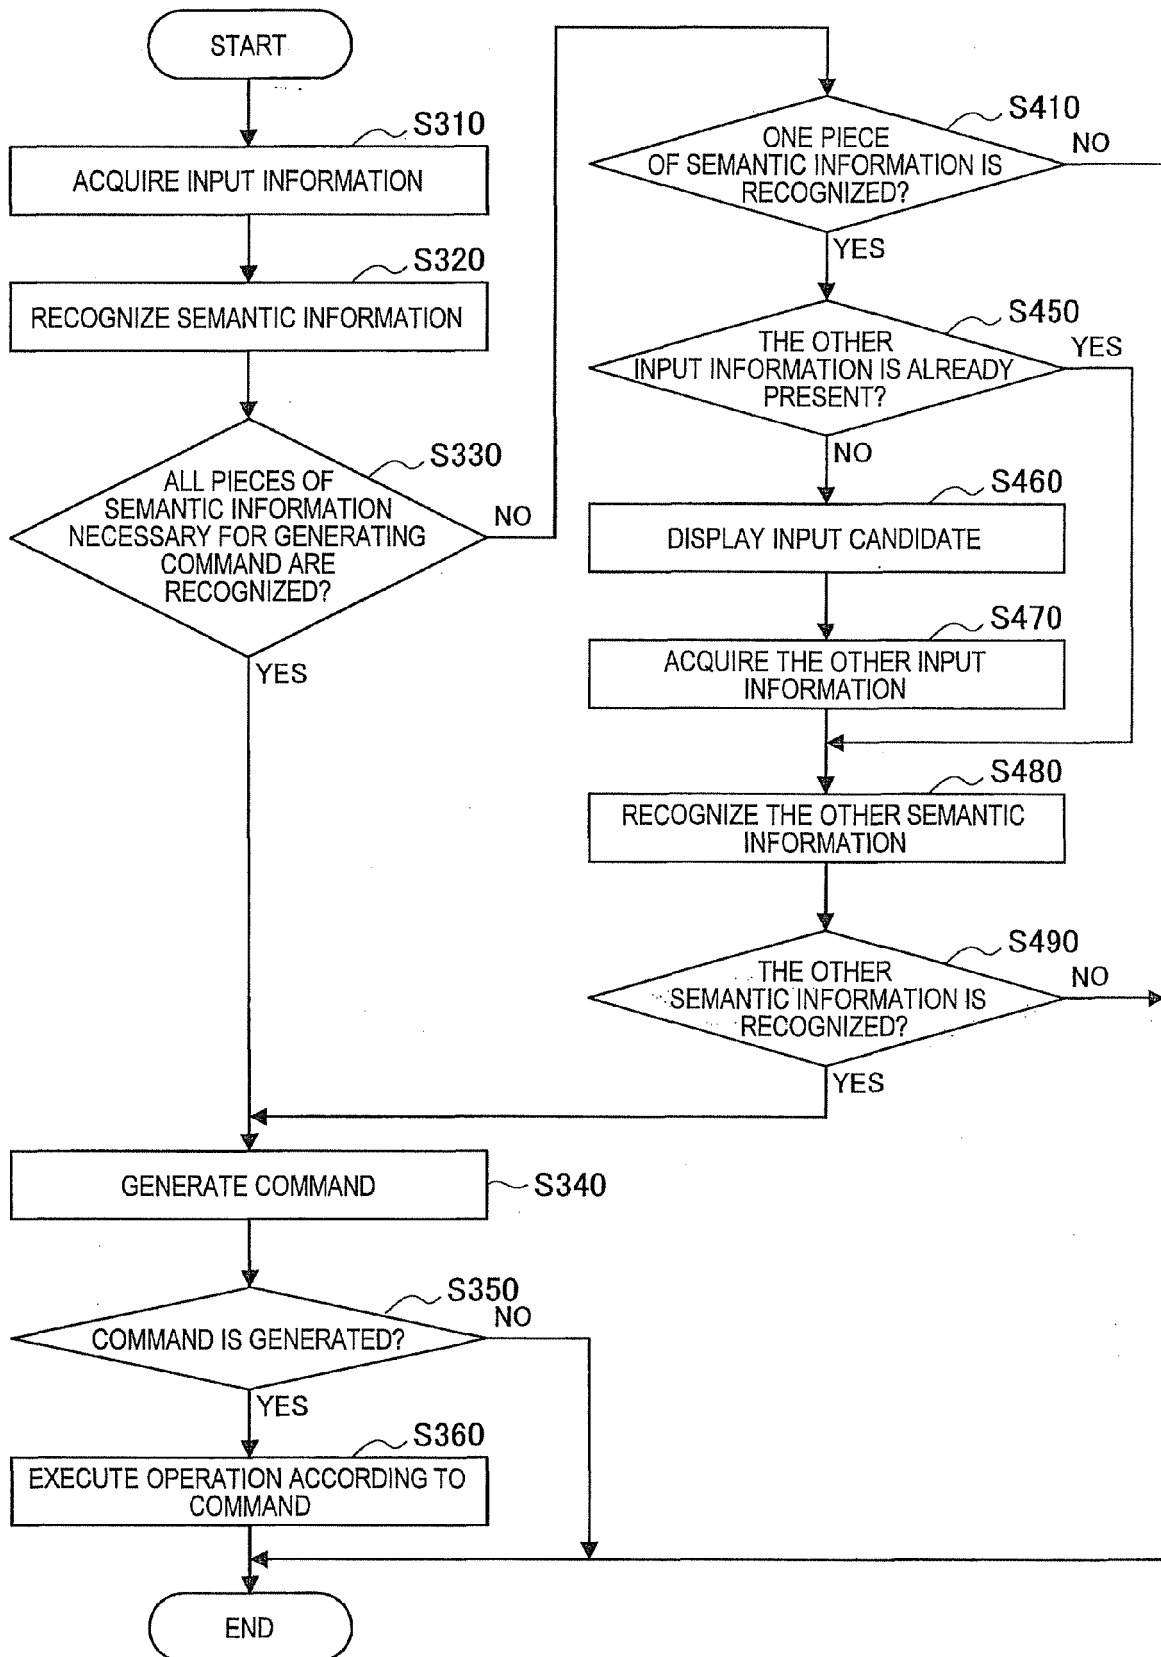 START
S310
ACQUIRE INPUT INFORMATION
S320
RECOGNIZE SEMANTIC INFORMATION
S330
ALL PIECES OF
SEMANTIC INFORMATION
NECESSARY FOR GENERATING
COMMAND ARE
RECOGNIZED?
NO
YES
S410
ONE PIECE
OF SEMANTIC INFORMATION IS
RECOGNIZED?
NO
YES
S450
THE OTHER
INPUT INFORMATION IS ALREADY
PRESENT?
YES
NO
S460
DISPLAY INPUT CANDIDATE
S470
ACQUIRE THE OTHER INPUT
INFORMATION
S480
RECOGNIZE THE OTHER SEMANTIC
INFORMATION
S490
THE OTHER
SEMANTIC INFORMATION IS
RECOGNIZED?
NO
YES
GENERATE COMMAND
S340
S350
COMMAND IS GENERATED?
NO
YES
S360
EXECUTE OPERATION ACCORDING TO
COMMAND
END